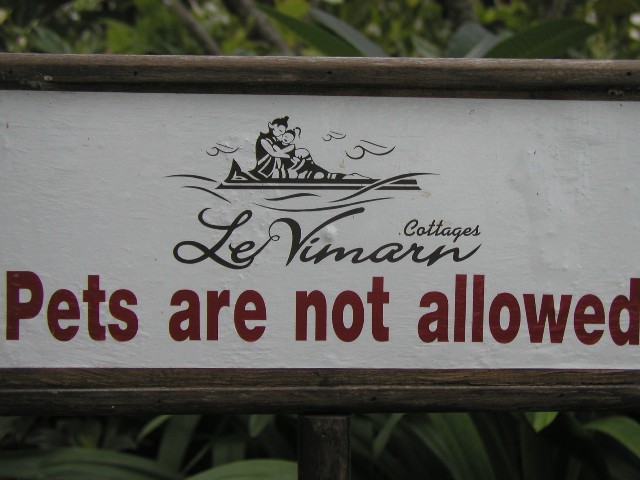 Cottages
Le Vimarn
Pets are not allowed